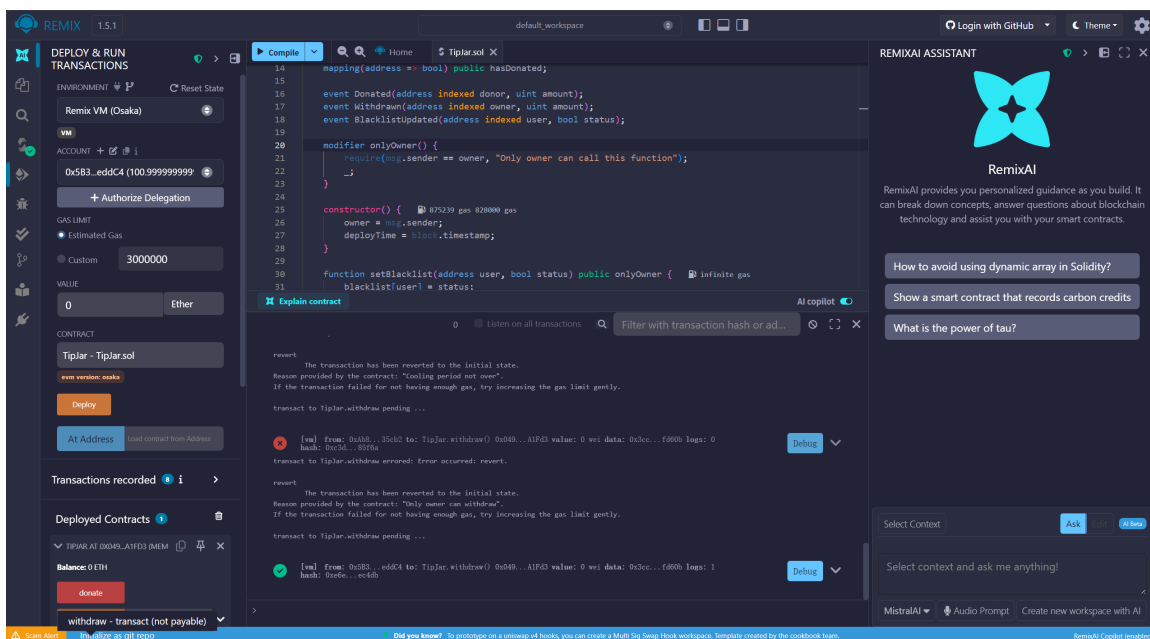 REMIX 1.5.1
default_workspace
Login with GitHub
Theme
DEPLOY & RUN
TRANSACTIONS
ENVIRONMENT
Reset State
Remix VM (Osaka)
VM
ACCOUNT
0x5B3...eddC4 (100.9999999999
+ Authorize Delegation
GAS LIMIT
Estimated Gas
Custom 3000000
VALUE
0 Ether
CONTRACT
TipJar - TipJar.sol
evm version: osaka
Deploy
At Address Load contract from Address
Transactions recorded 8 i
Deployed Contracts 1
TIPJAR AT 0X049...A1FD3 (MEM
Balance: 0 ETH
donate
withdraw - transact (not payable)
Scam Alert Initialize as git repo
Compile
Home TipJar.sol
14 mapping(address => bool) public hasDonated;
15
16 event Donated(address indexed donor, uint amount);
17 event Withdrawn(address indexed owner, uint amount);
18 event BlacklistUpdated(address indexed user, bool status);
19
20 modifier onlyOwner() {
21 require(msg.sender == owner, "Only owner can call this function");
22 _;
23 }
24
25 constructor() { 875239 gas 828000 gas
26 owner = msg.sender;
27 deployTime = block.timestamp;
28 }
29
30 function setBlacklist(address user, bool status) public onlyOwner { infinite gas
31 blacklist[user] = status;
Explain contract
AI copilot
0 Listen on all transactions Filter with transaction hash or ad...
revert
The transaction has been reverted to the initial state.
Reason provided by the contract: "Cooling period not over".
If the transaction failed for not having enough gas, try increasing the gas limit gently.
transact to TipJar.withdraw pending ...
[vm] from: 0xAb8...35cb2 to: TipJar.withdraw() 0x049...A1Fd3 value: 0 wei data: 0x3cc...fd60b logs: 0
hash: 0xc3d...85f6a
Debug
transact to TipJar.withdraw errored: Error occurred: revert.
revert
The transaction has been reverted to the initial state.
Reason provided by the contract: "Only owner can withdraw".
If the transaction failed for not having enough gas, try increasing the gas limit gently.
transact to TipJar.withdraw pending ...
[vm] from: 0x5B3...eddC4 to: TipJar.withdraw() 0x049...A1Fd3 value: 0 wei data: 0x3cc...fd60b logs: 1
hash: 0xe6e...ec4db
Debug
>
Did you know? To prototype on a uniswap v4 hooks, you can create a Multi Sig Swap Hook workspace. Template created by the cookbook team.
REMIXAI ASSISTANT
RemixAI
RemixAI provides you personalized guidance as you build. It
can break down concepts, answer questions about blockchain
technology and assist you with your smart contracts.
How to avoid using dynamic array in Solidity?
Show a smart contract that records carbon credits
What is the power of tau?
Select Context
Ask Edit AI Beta
Select context and ask me anything!
MistralAI Audio Prompt Create new workspace with AI
RemixAI Copilot (enabled